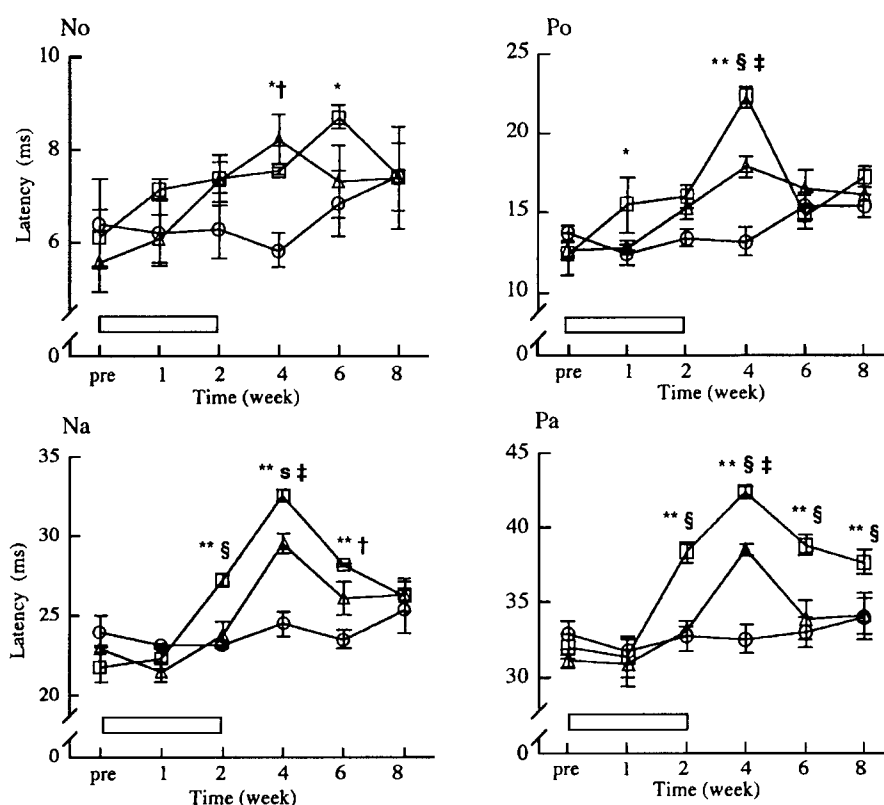 No
10
8
6
0
Latency (ms)
*†
*
pre 1 2 4 6 8
Time (week)
Po
25
20
15
10
0
*
** § ‡
pre 1 2 4 6 8
Time (week)
Na
35
30
25
20
0
Latency (ms)
** §
** s ‡
** †
pre 1 2 4 6 8
Time (week)
Pa
45
40
35
30
0
** §
** § ‡
** §
** §
pre 1 2 4 6 8
Time (week)